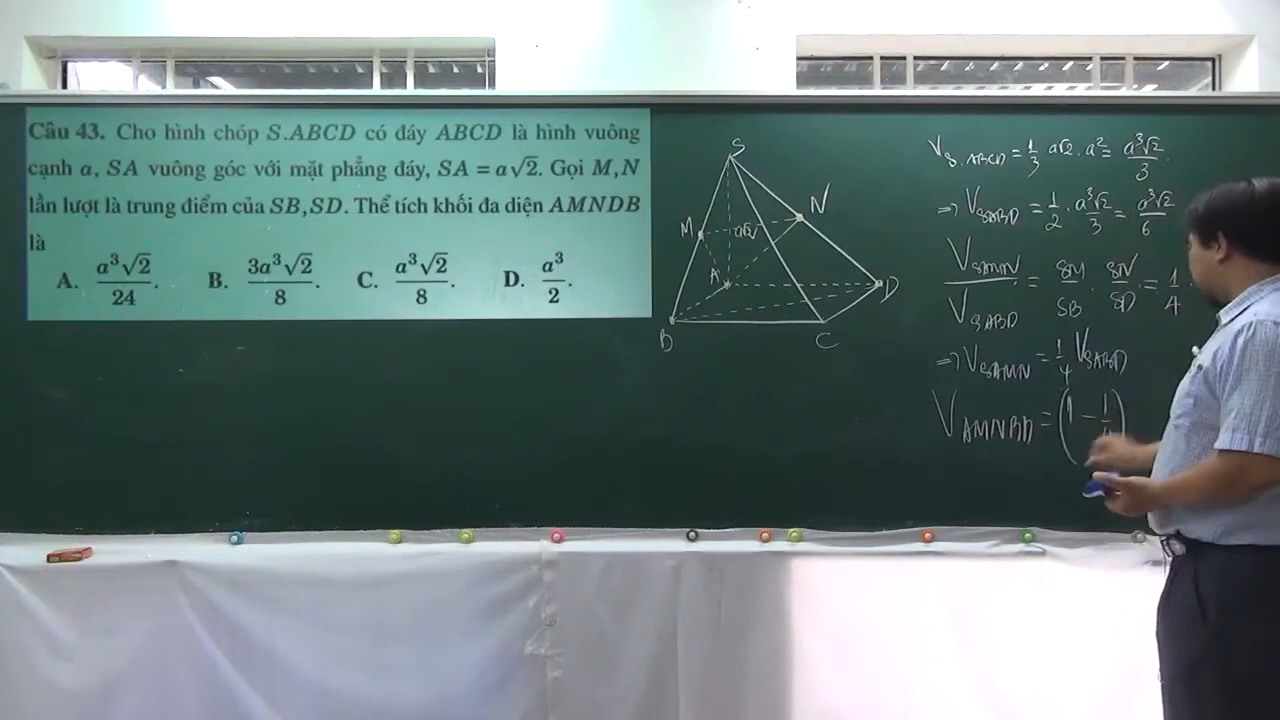 Câu 43. Cho hình chóp S.ABCD có đáy ABCD là hình vuông
cạnh a, SA vuông góc với mặt phẳng đáy, SA = a√2. Gọi M,N
lần lượt là trung điểm của SB,SD. Thể tích khối đa diện AMNDB
là
A. a³√2/24. B. 3a³√2/8. C. a³√2/8. D. a³/2.
S
N
M
a√2
A
D
B
C
V_S.ABCD = 1/3 a√2 . a² = a³√2/3 .
=> V_SABD = 1/2 . a³√2/3 = a³√2/6
V_SAMN/V_SABD = SM/SB . SN/SD = 1/4
=> V_SAMN = 1/4 V_SABD
V_AMNBD = (1 - 1/4)